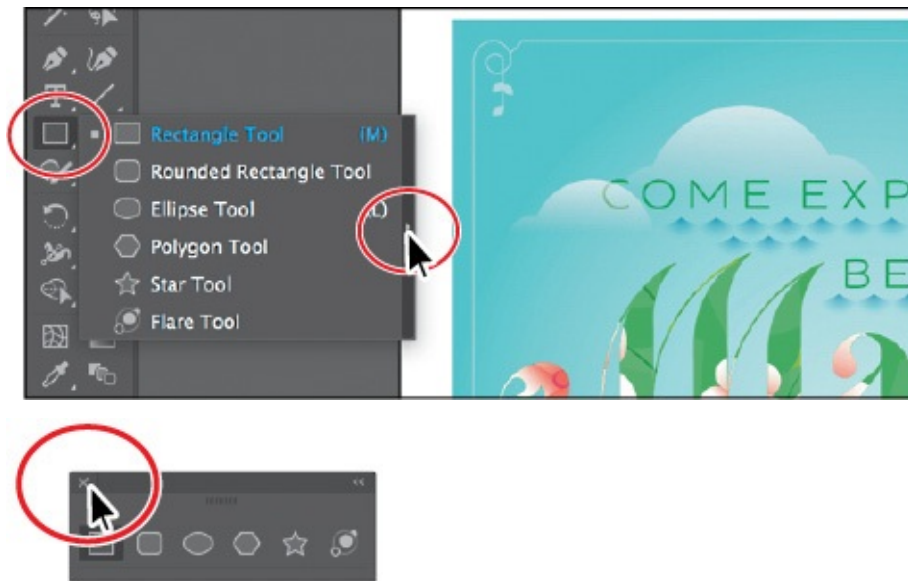 Rectangle Tool (M)
Rounded Rectangle Tool
Ellipse Tool (L)
Polygon Tool
Star Tool
Flare Tool
COME EXP
BE